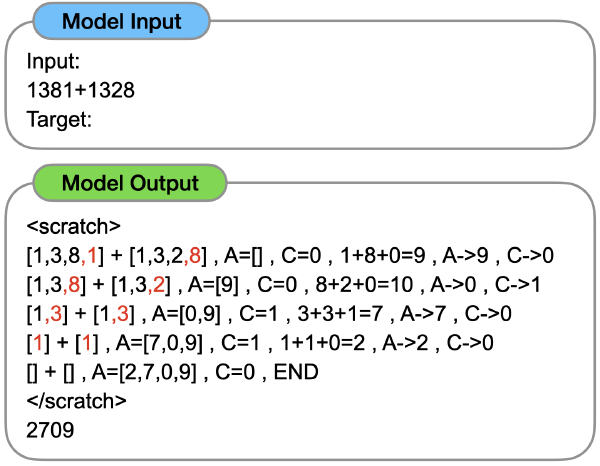 Model Input
Input:
1381+1328
Target:
Model Output
<scratch>
[1,3,8,1] + [1,3,2,8] , A=[] , C=0 , 1+8+0=9 , A->9 , C->0
[1,3,8] + [1,3,2] , A=[9] , C=0 , 8+2+0=10 , A->0 , C->1
[1,3] + [1,3] , A=[0,9] , C=1 , 3+3+1=7 , A->7 , C->0
[1] + [1] , A=[7,0,9] , C=1 , 1+1+0=2 , A->2 , C->0
[] + [] , A=[2,7,0,9] , C=0 , END
</scratch>
2709